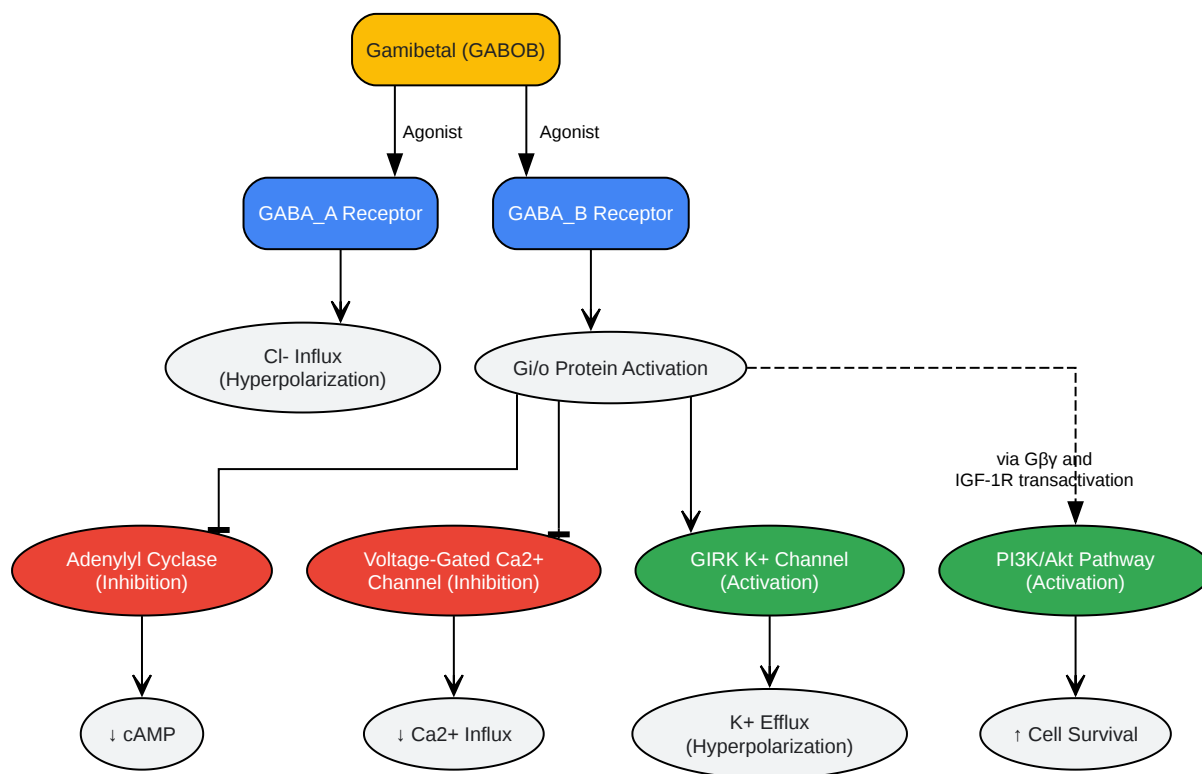 Gamibetal (GABOB)
Agonist
Agonist
GABA_A Receptor
GABA_B Receptor
Cl- Influx
(Hyperpolarization)
Gi/o Protein Activation
via Gβγ and
IGF-1R transactivation
Adenylyl Cyclase
(Inhibition)
Voltage-Gated Ca2+
Channel (Inhibition)
GIRK K+ Channel
(Activation)
PI3K/Akt Pathway
(Activation)
↓ cAMP
↓ Ca2+ Influx
K+ Efflux
(Hyperpolarization)
↑ Cell Survival